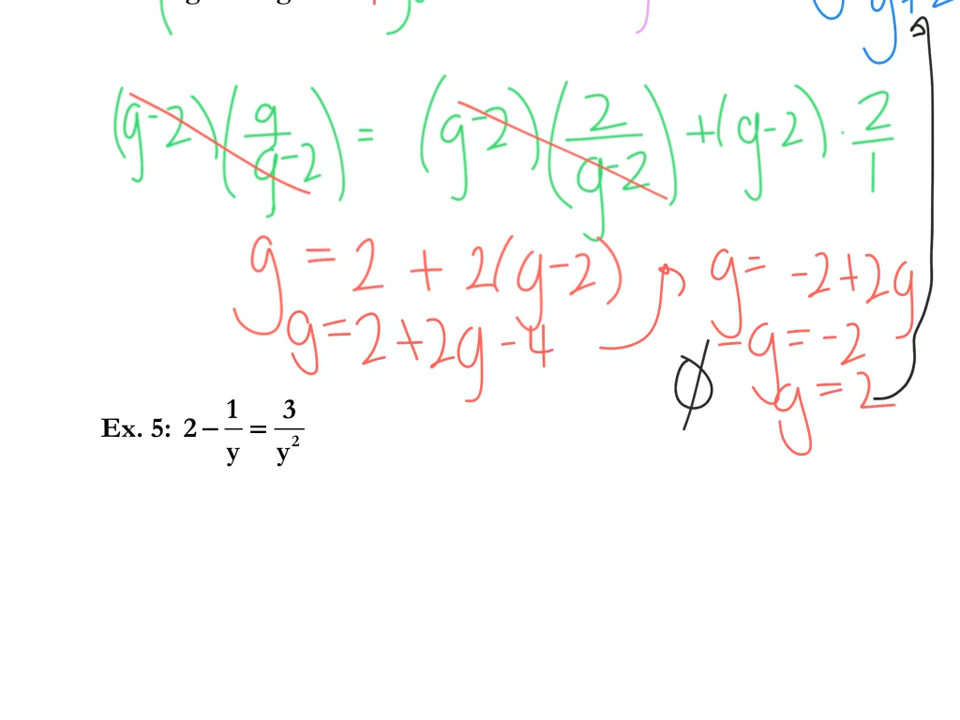 (g-2)(g/g-2) = (g-2)(2/g-2) + (g-2) · 2/1
g = 2 + 2(g-2)
g = -2+2g
g=2+2g-4
-g = -2
∅
g = 2
Ex. 5: 2 - 1/y = 3/y²